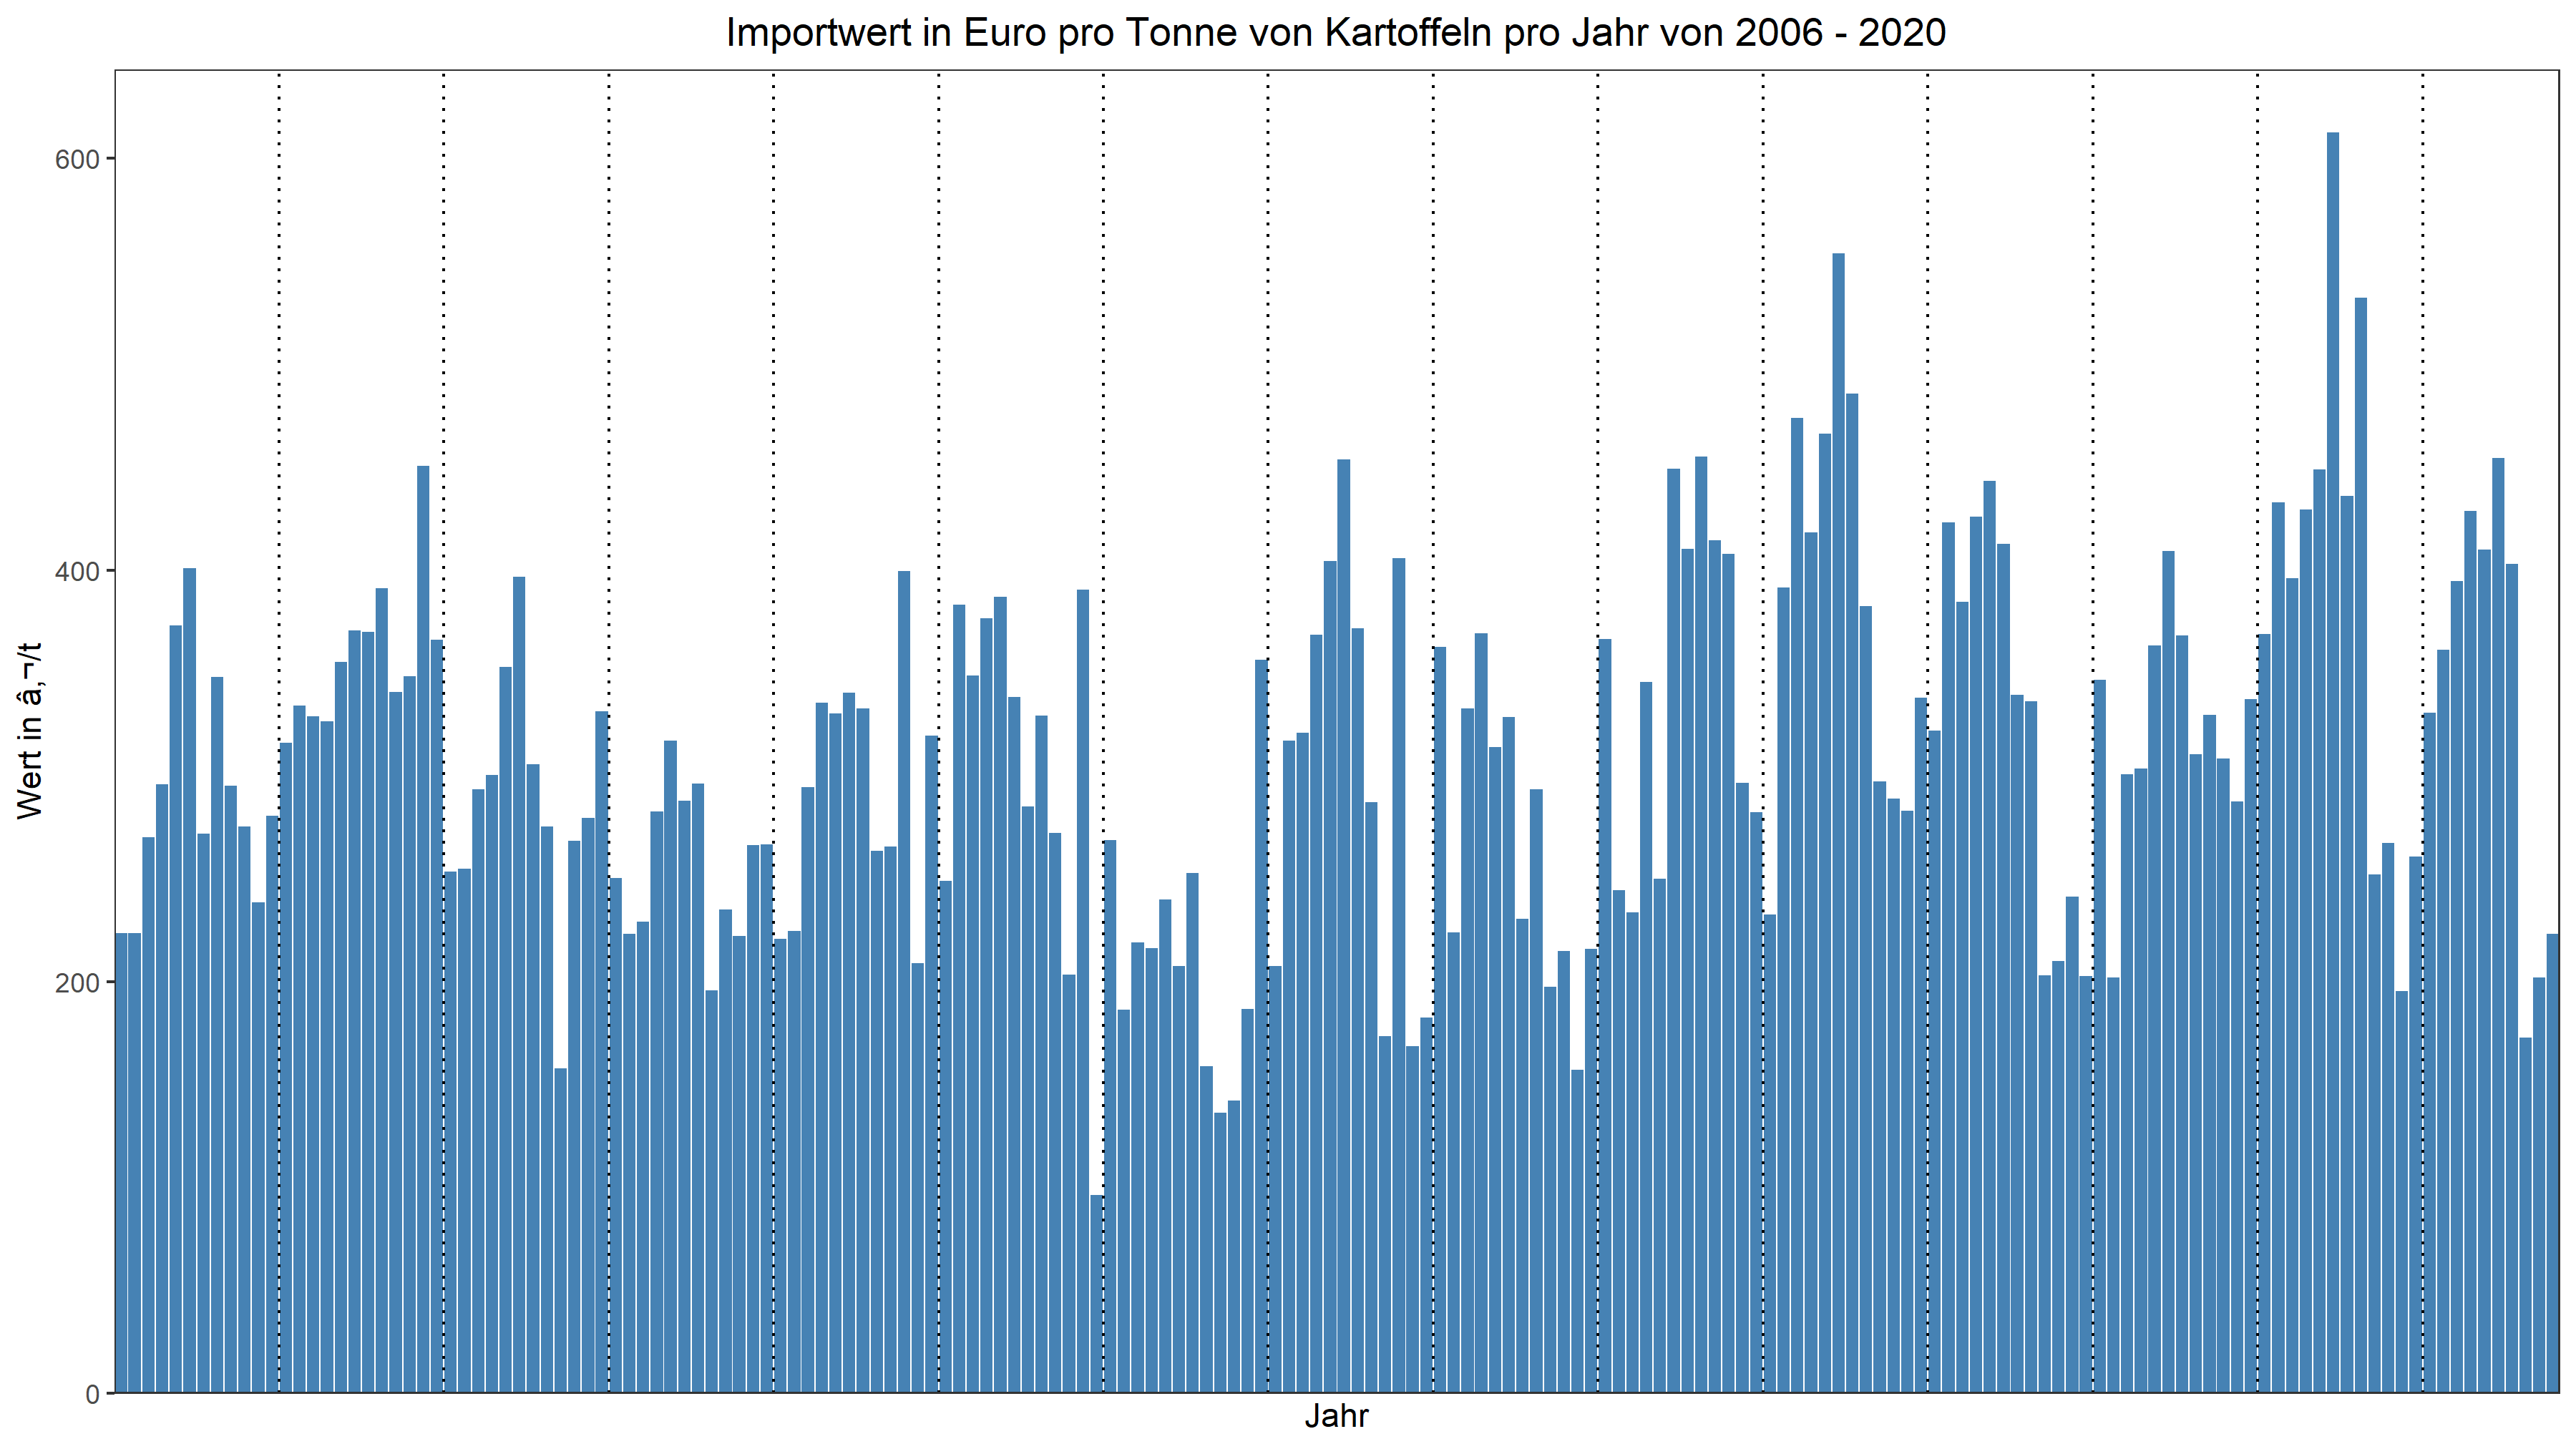 Importwert in Euro pro Tonne von Kartoffeln pro Jahr von 2006 - 2020
Wert in â‚¬/t
600
400
200
0
Jahr